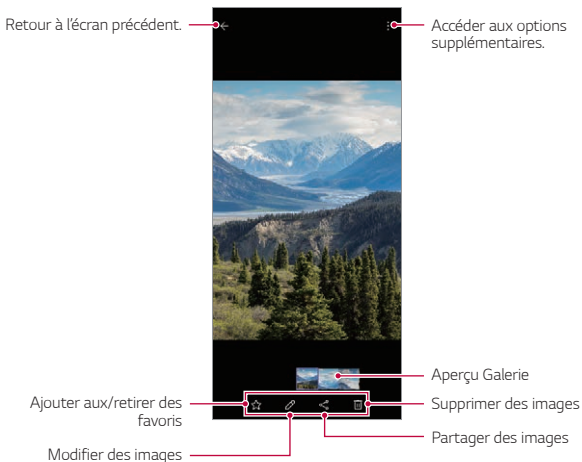 Retour à l'écran précédent.
Accéder aux options
supplémentaires.
Aperçu Galerie
Ajouter aux/retirer des
favoris
Supprimer des images
Partager des images
Modifier des images